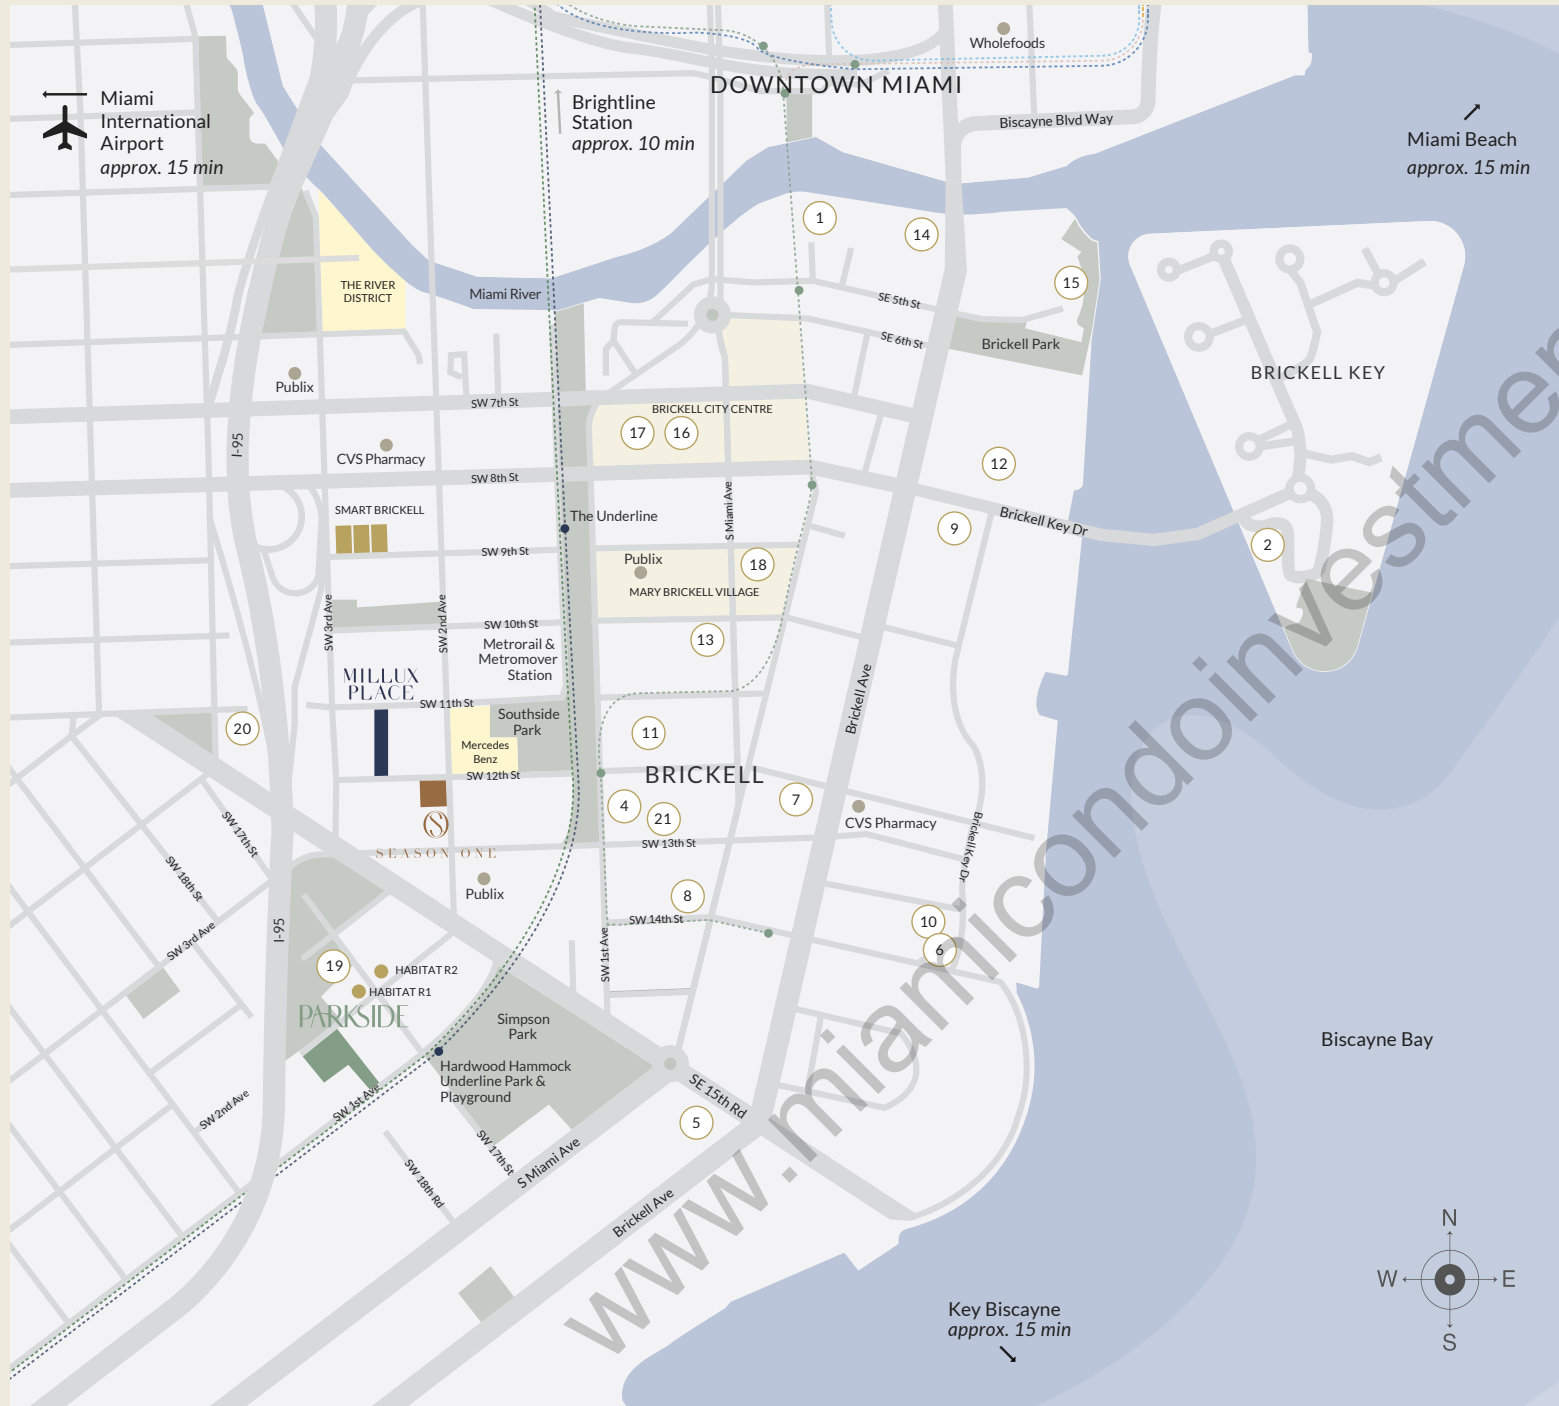 Wholefoods
DOWNTOWN MIAMI
Miami
International
Airport
approx. 15 min
Brightline
Station
approx. 10 min
Biscayne Blvd Way
Miami Beach
approx. 15 min
1
14
15
THE RIVER
DISTRICT
Miami River
SE 5th St
SE 6th St
Brickell Park
BRICKELL KEY
Publix
SW 7th St
BRICKELL CITY CENTRE
17
16
I-95
CVS Pharmacy
SW 8th St
12
S Miami Ave
SMART BRICKELL
The Underline
9
Brickell Key Dr
2
SW 9th St
Publix
18
MARY BRICKELL VILLAGE
SW 3rd Ave
SW 2nd Ave
SW 10th St
13
Metrorail &
Metromover
Station
MILLUX
PLACE
SW 11th St
Southside
Park
Brickell Ave
20
11
Mercedes
Benz
SW 12th St
BRICKELL
4
21
7
CVS Pharmacy
SW 17th St
SW 13th St
Brickell Key Dr
S
SEASON ONE
SW 18th St
Publix
8
SW 14th St
10
6
I-95
SW 3rd Ave
SW 1st Ave
19
HABITAT R2
HABITAT R1
PARKSIDE
Simpson
Park
Biscayne Bay
Hardwood Hammock
Underline Park &
Playground
SW 2nd Ave
SW 1st Ave
SE 15th Rd
5
SW 17th St
S Miami Ave
SW 18th Rd
Brickell Ave
N
W
E
S
Key Biscayne
approx. 15 min
www.miamicondoinvestmen